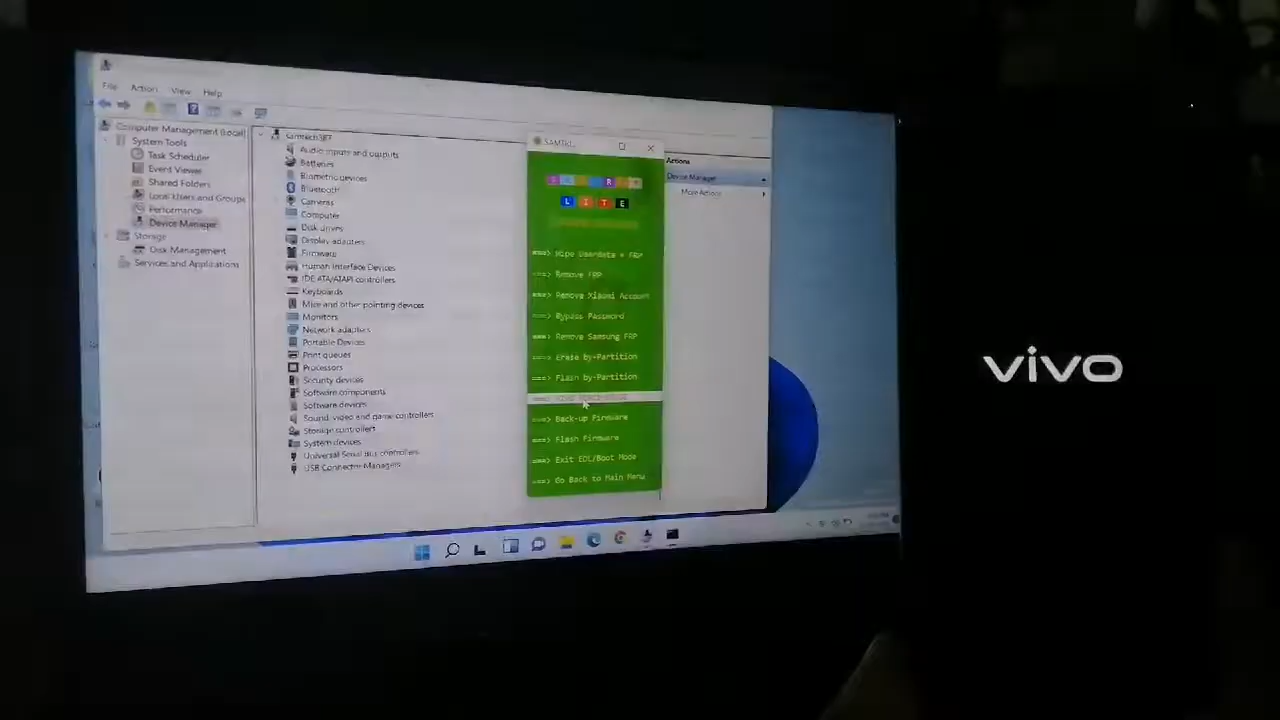 File Action View Help
Computer Management (Local)
System Tools
Task Scheduler
Event Viewer
Shared Folders
Local Users and Groups
Performance
Device Manager
Storage
Disk Management
Services and Applications
Samtech3ET
Audio inputs and outputs
Batteries
Biometric devices
Bluetooth
Cameras
Computer
Disk drives
Display adapters
Firmware
Human Interface Devices
IDE ATA/ATAPI controllers
Keyboards
Mice and other pointing devices
Monitors
Network adapters
Portable Devices
Print queues
Processors
Security devices
Software components
Software devices
Sound, video and game controllers
Storage controllers
System devices
Universal Serial Bus controllers
USB Connector Managers
LITE
===> Wipe Userdata + FRP
===> Remove FRP
===> Remove Xiaomi Account
===> Bypass Password
===> Remove Samsung FRP
===> Erase by-Partition
===> Flash by-Partition
===> Back-up Firmware
===> Flash Firmware
===> Exit EDL/Boot Mode
===> Go Back to Main Menu
Actions
Device Manager
More Actions
vivo